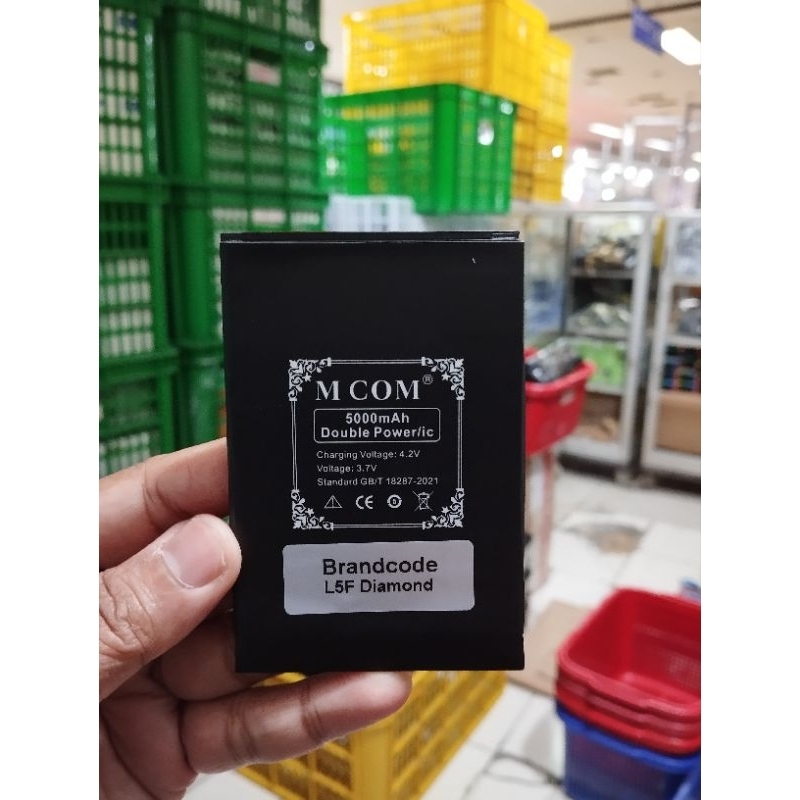 M COM®
5000mAh
Double Power/ic
Charging Voltage: 4.2V
Voltage: 3.7V
Standard GB/T 18287-2021
CE
Brandcode
L5F Diamond